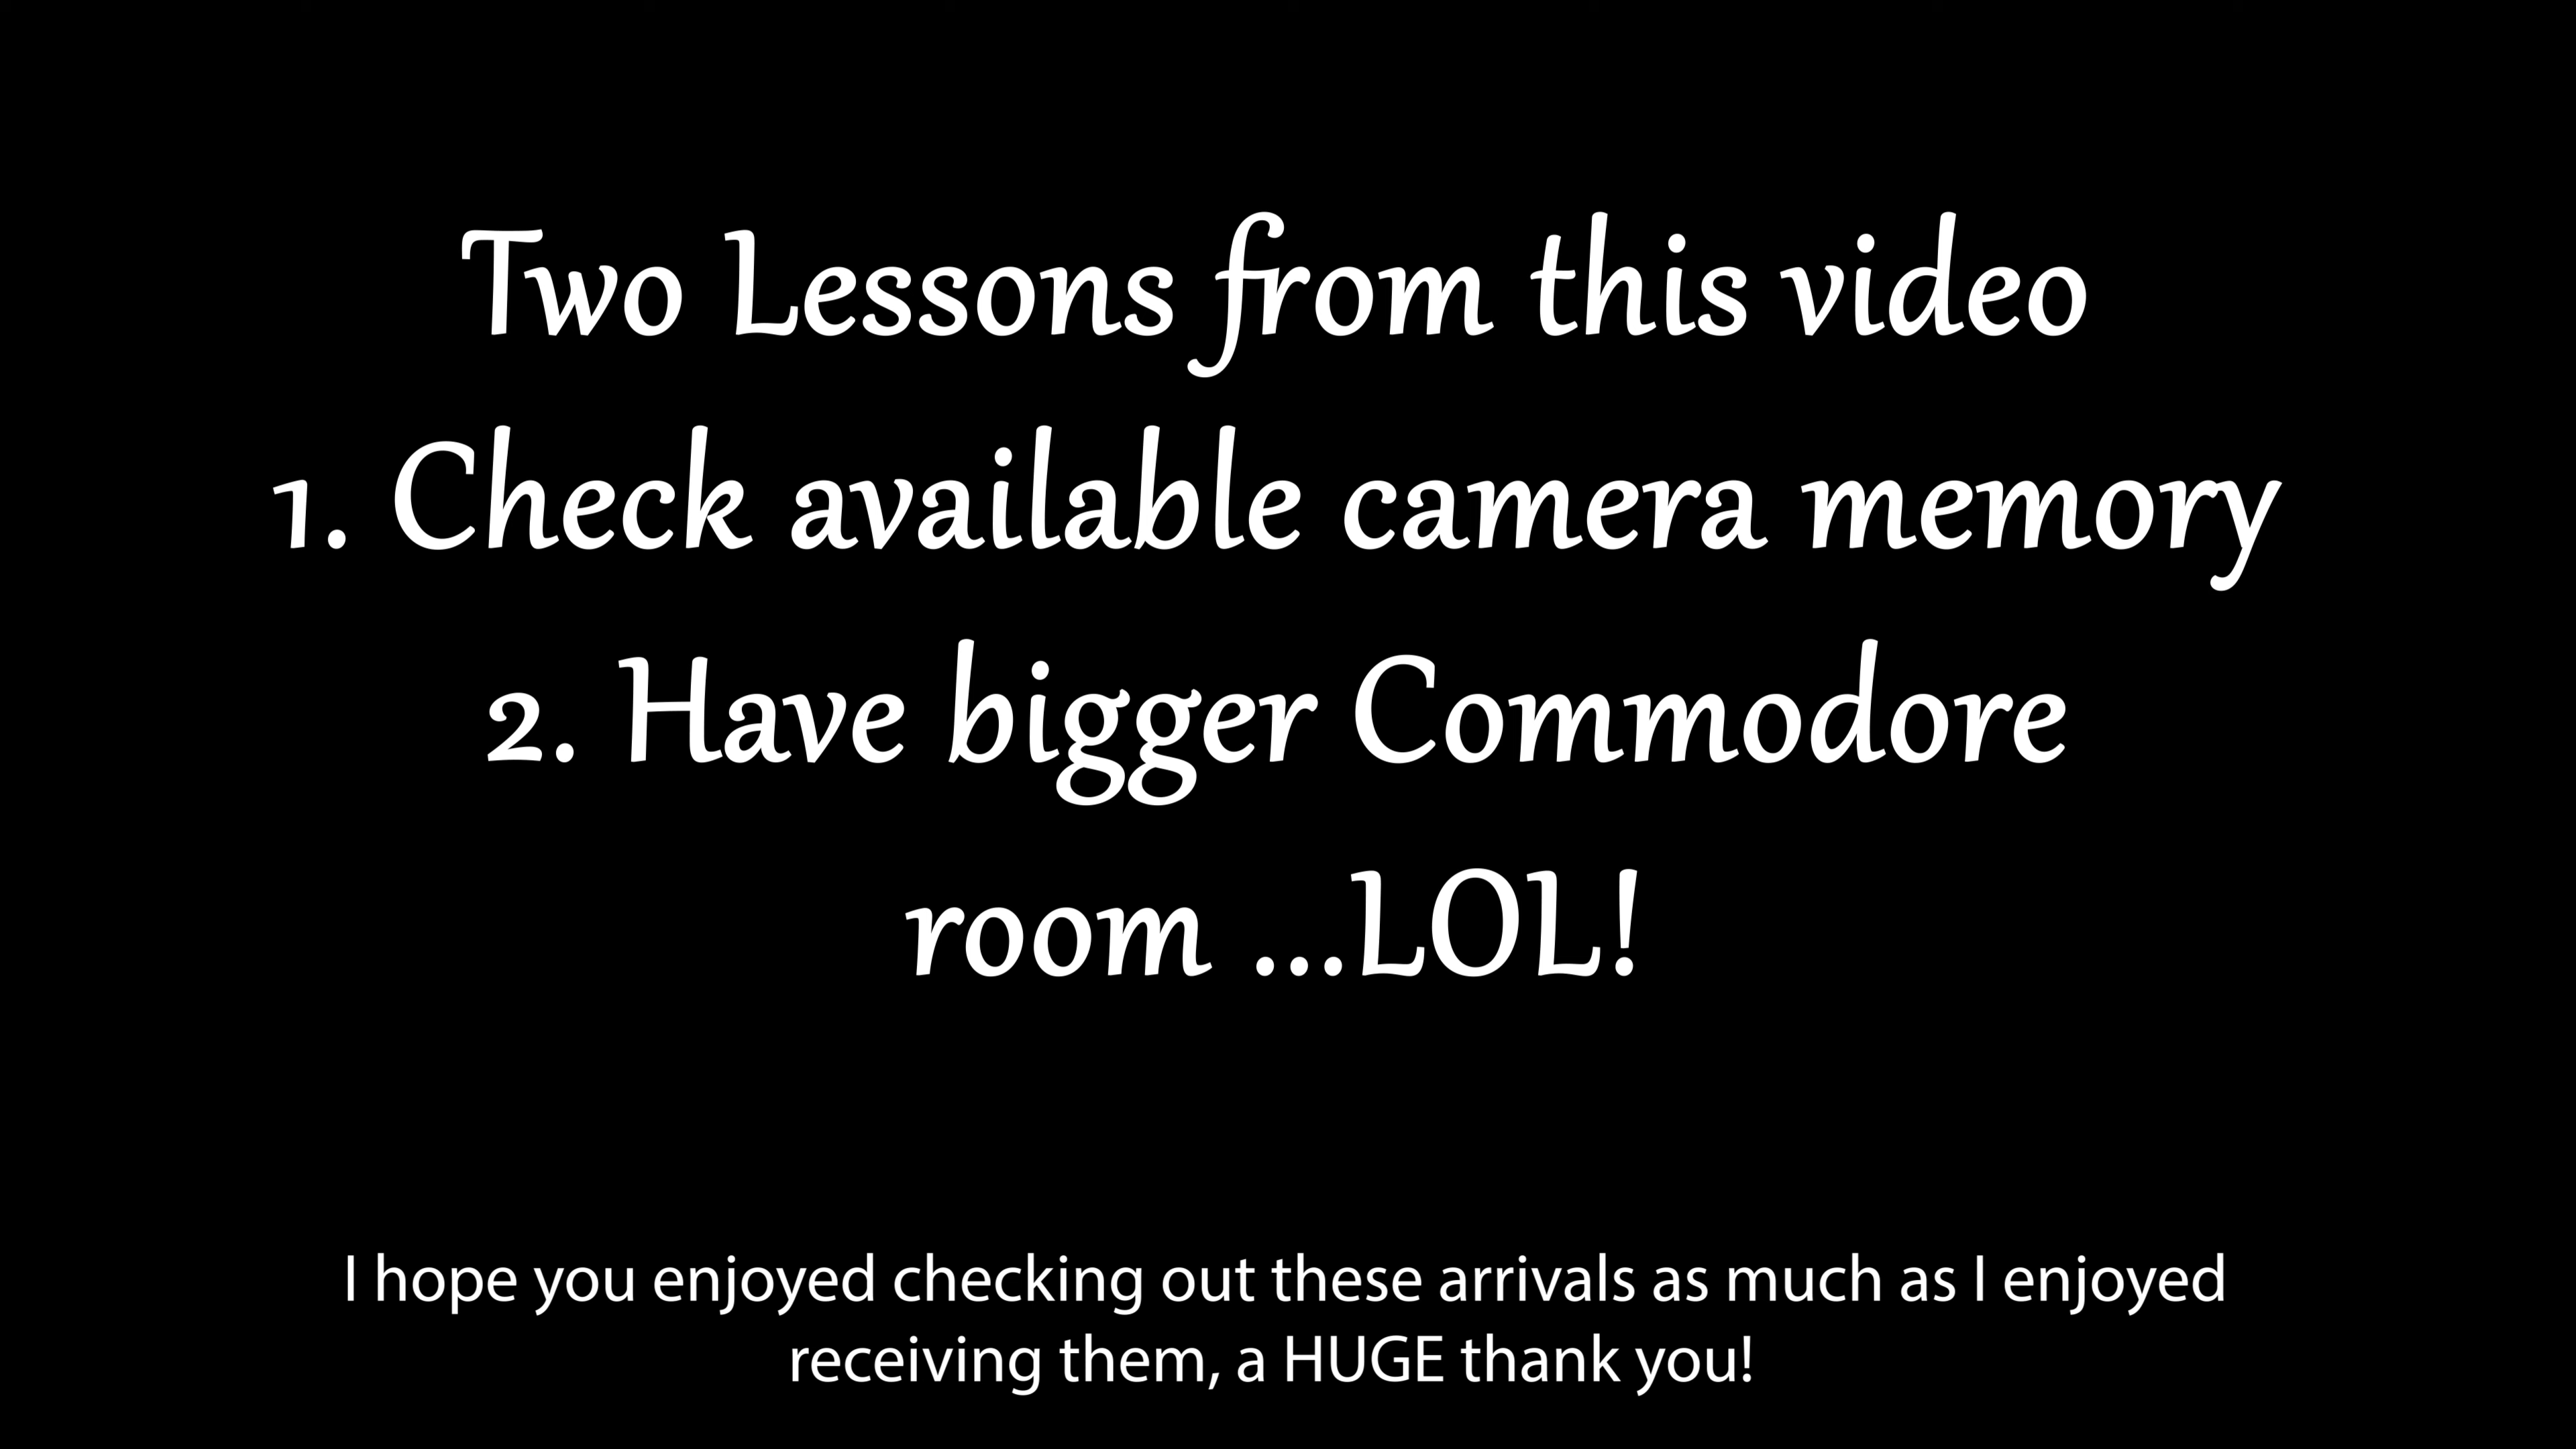 Two Lessons from this video
1. Check available camera memory
2. Have bigger Commodore
room ...LOL!
I hope you enjoyed checking out these arrivals as much as I enjoyed
receiving them, a HUGE thank you!